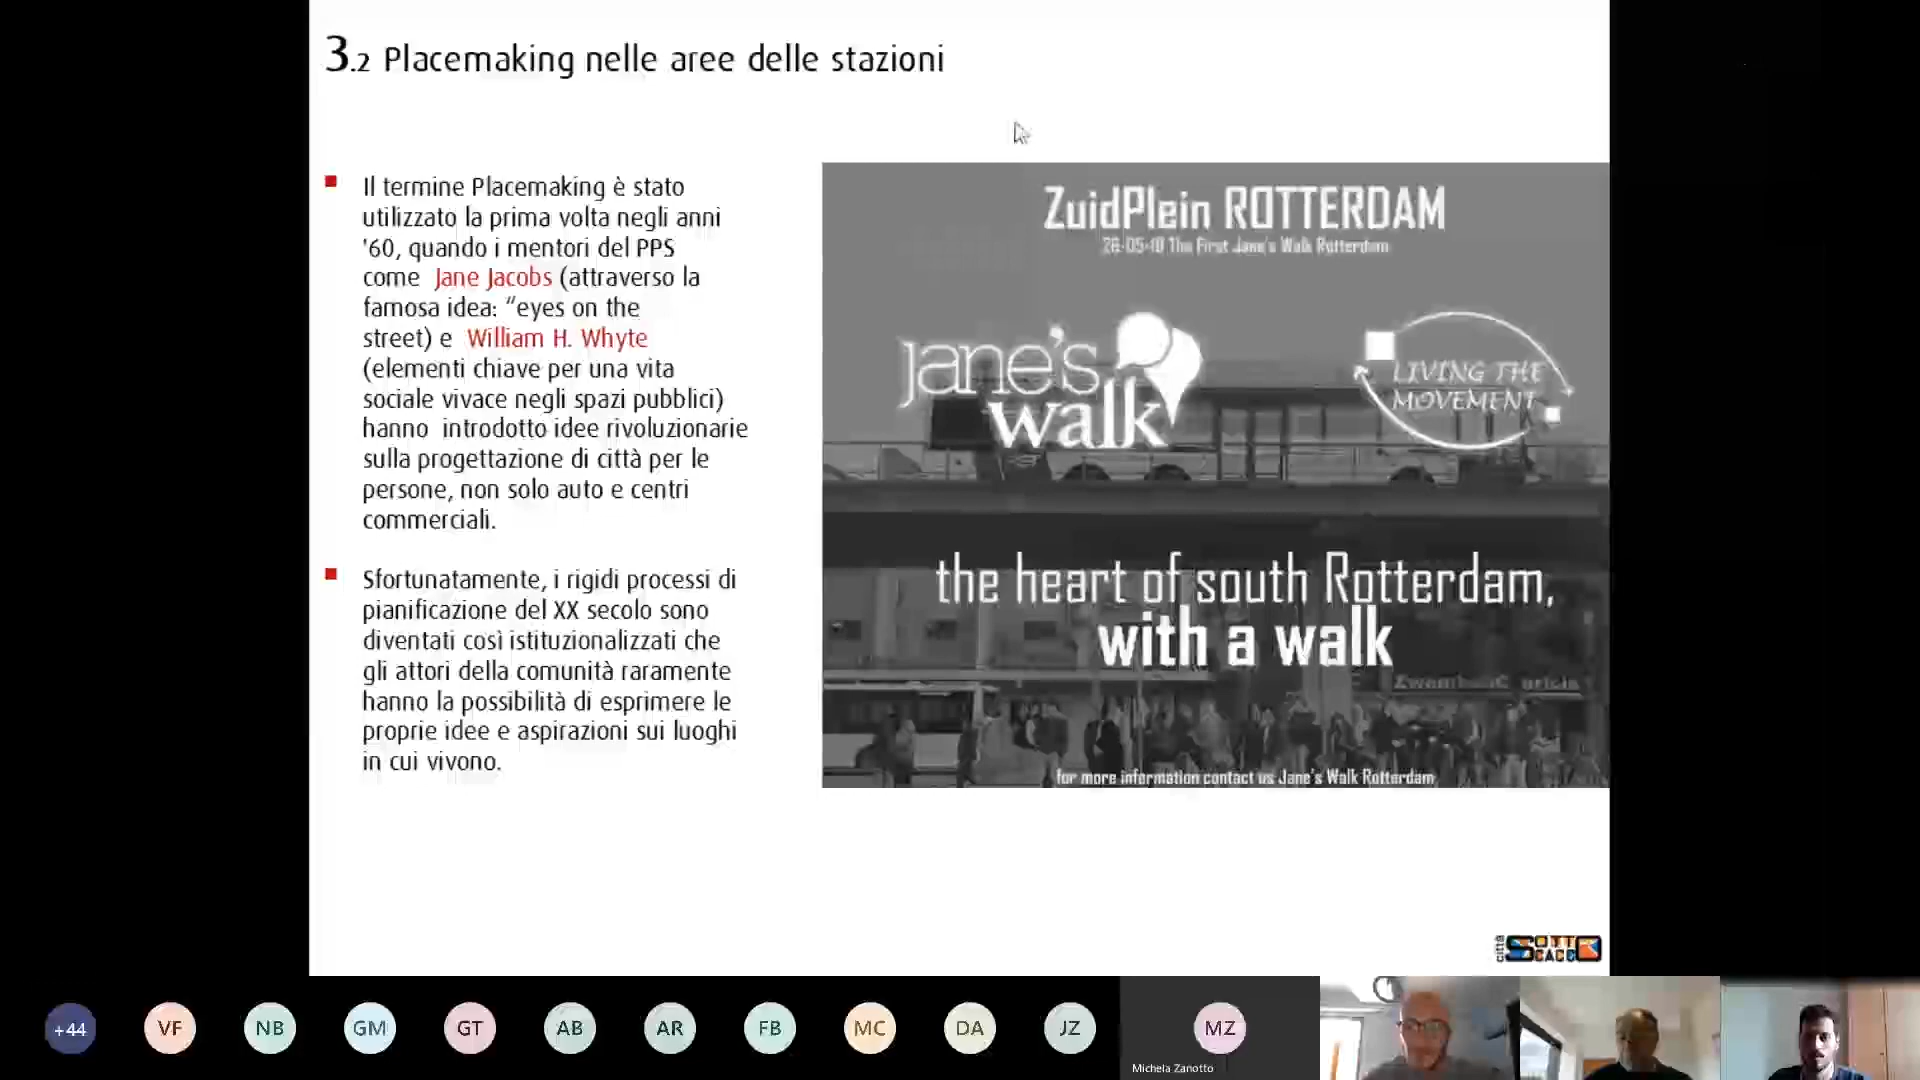 3.2 Placemaking nelle aree delle stazioni
Il termine Placemaking è stato
utilizzato la prima volta negli anni
'60, quando i mentori del PPS
come Jane Jacobs (attraverso la
famosa idea: “eyes on the
street) e William H. Whyte
(elementi chiave per una vita
sociale vivace negli spazi pubblici)
hanno introdotto idee rivoluzionarie
sulla progettazione di città per le
persone, non solo auto e centri
commerciali.
Sfortunatamente, i rigidi processi di
pianificazione del XX secolo sono
diventati così istituzionalizzati che
gli attori della comunità raramente
hanno la possibilità di esprimere le
proprie idee e aspirazioni sui luoghi
in cui vivono.
ZuidPlein ROTTERDAM
The First Jane's Walk Rotterdam
jane's
walk
LIVING THE
MOVEMENT
the heart of south Rotterdam,
with a walk
for more information contact us Jane's Walk Rotterdam
città
SOTTO
SCACCO
+44
VF
NB
GM
GT
AB
AR
FB
MC
DA
JZ
MZ
Michela Zanotto